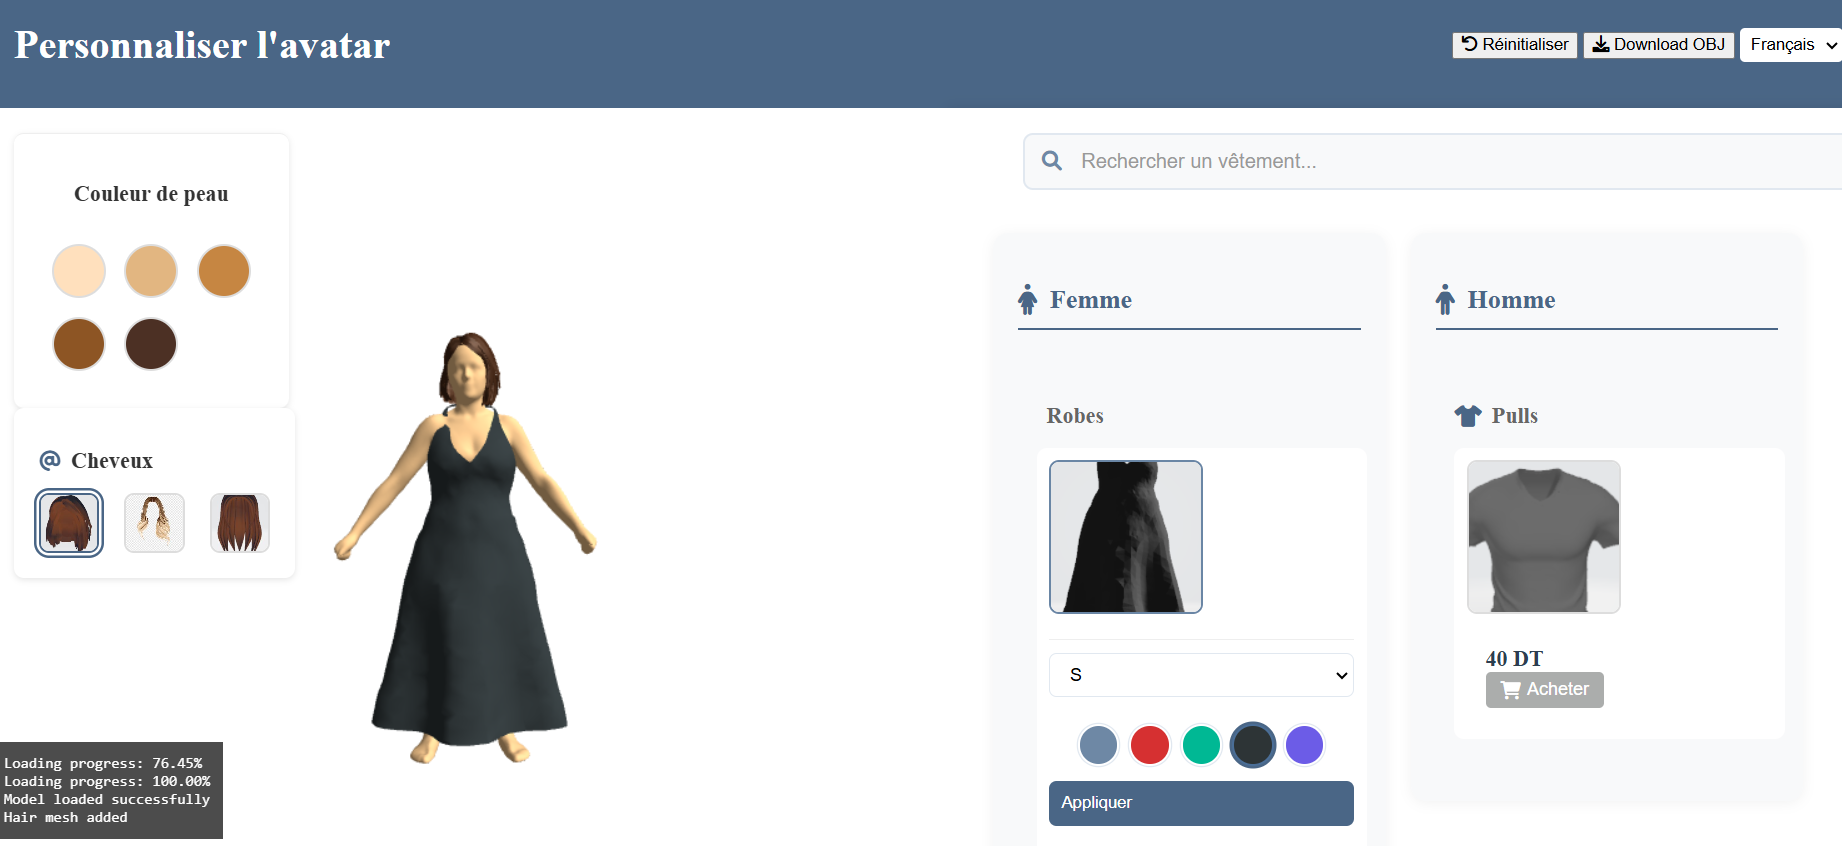 Personnaliser l'avatar
Réinitialiser
Download OBJ
Français
Couleur de peau
Cheveux
Rechercher un vêtement...
Femme
Robes
S
Appliquer
Homme
Pulls
40 DT
Acheter
Loading progress: 76.45%
Loading progress: 100.00%
Model loaded successfully
Hair mesh added